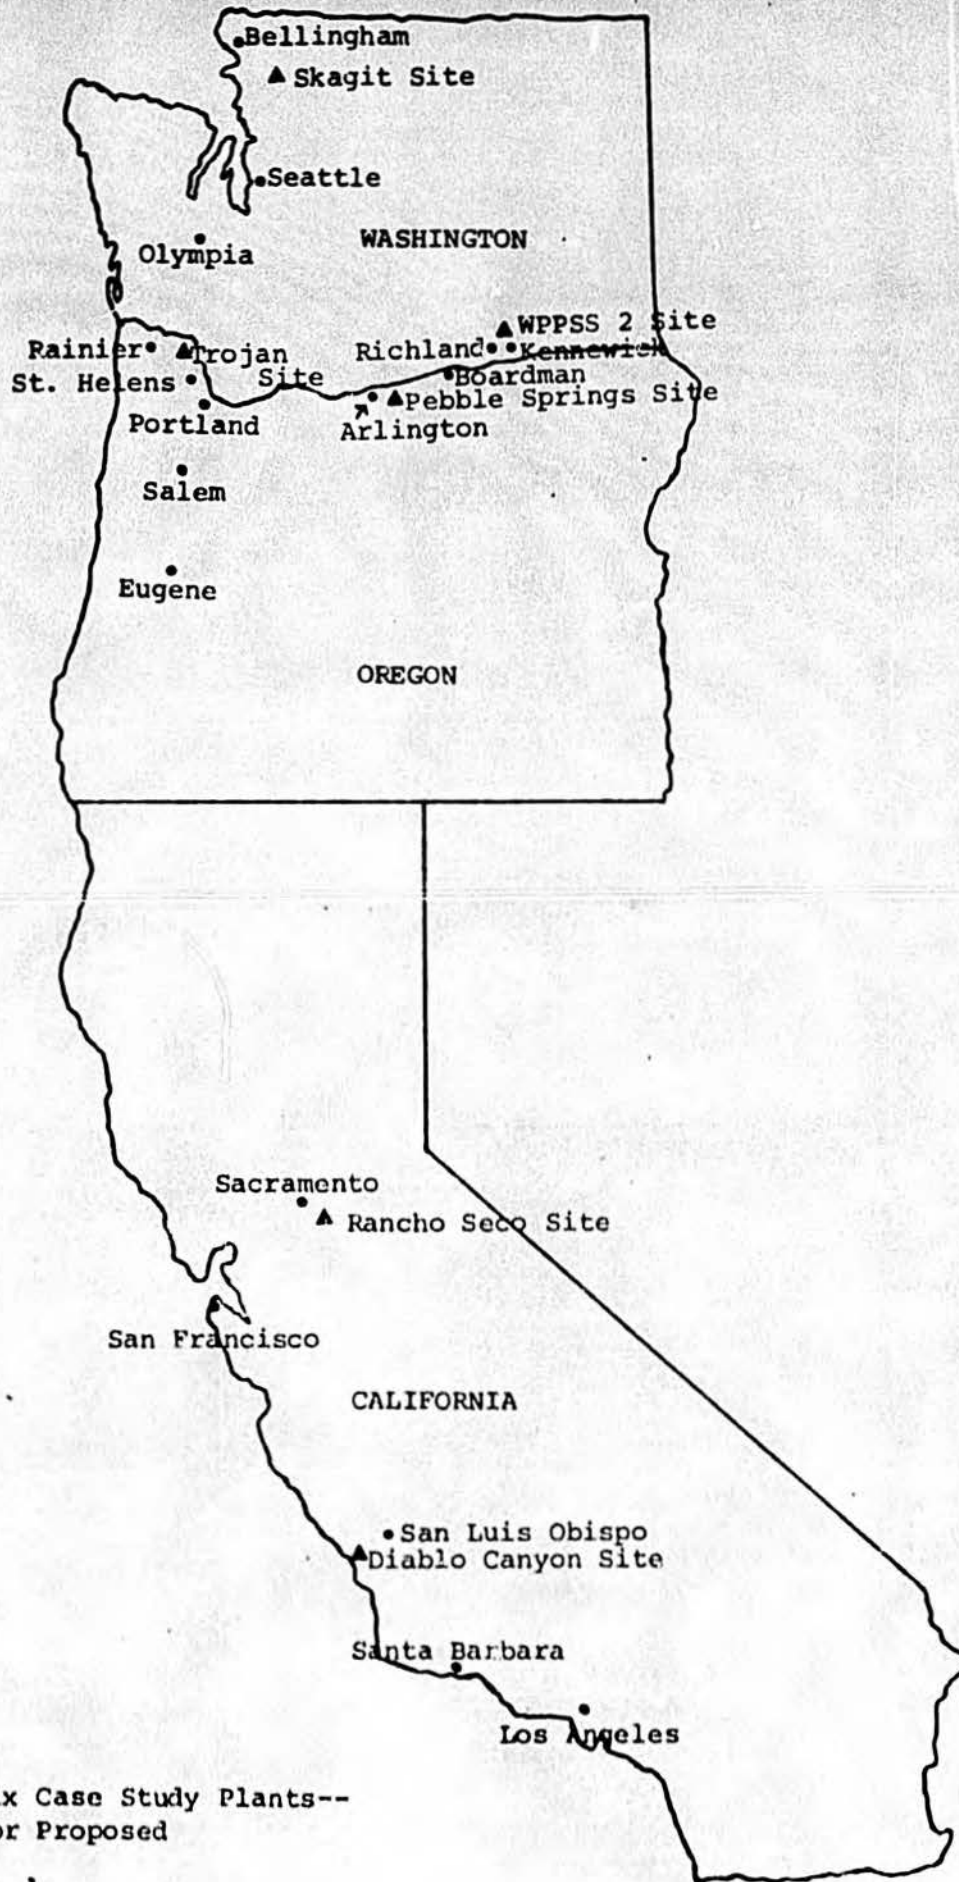 Bellingham
Skagit Site
Seattle
Olympia
WASHINGTON
WPPSS 2 Site
Rainier
Trojan
Site
Richland
Kennewick
St. Helens
Boardman
Pebble Springs Site
Portland
Arlington
Salem
Eugene
OREGON
Sacramento
Rancho Seco Site
San Francisco
CALIFORNIA
San Luis Obispo
Diablo Canyon Site
Santa Barbara
Los Angeles
Case Study Plants--
Proposed